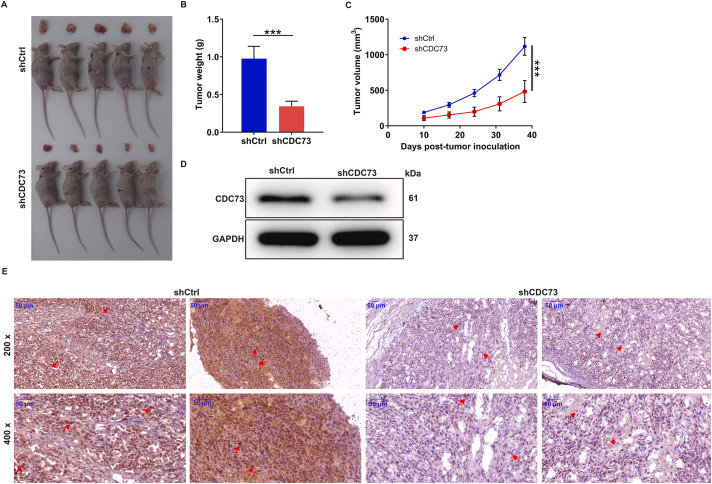 A
shCtrl
shCDC73
B
***
Tumor weight (g)
1.5
1.0
0.5
0.0
shCtrl shCDC73
C
shCtrl
shCDC73
Tumor volume (mm3)
1500
1000
500
0
0 10 20 30 40
Days post-tumor inoculation
***
D
shCtrl shCDC73 kDa
CDC73 61
GAPDH 37
E
shCtrl shCDC73
200 x
50 μm 50 μm 50 μm 50 μm
400 x
50 μm 50 μm 50 μm 50 μm